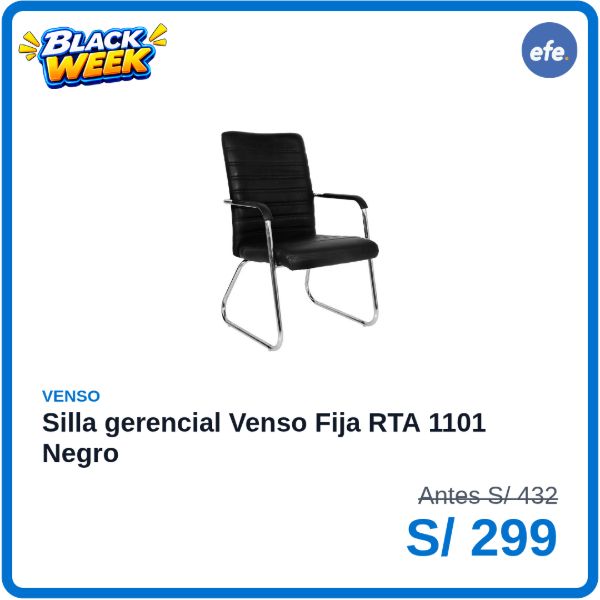 BLACK
WEEK
efe.
VENSO
Silla gerencial Venso Fija RTA 1101
Negro
Antes S/ 432
S/ 299